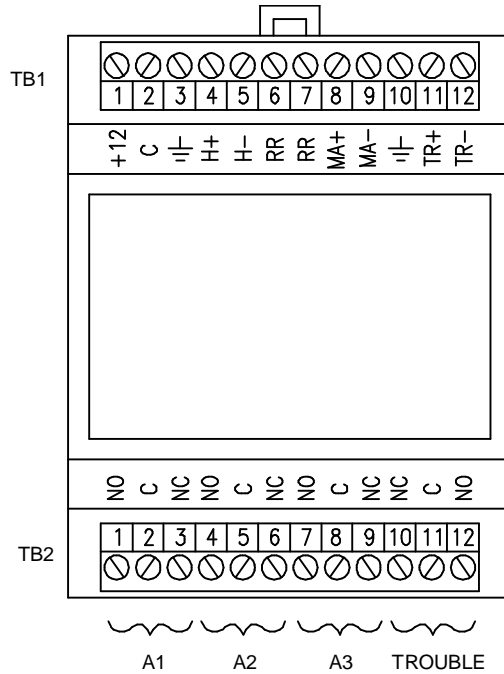 TB1
1 2 3 4 5 6 7 8 9 10 11 12
+12 C H+ H- RR RR MA+ MA- TR+ TR-
NO C NC NO C NC NO C NC NC C NO
TB2
1 2 3 4 5 6 7 8 9 10 11 12
A1 A2 A3 TROUBLE